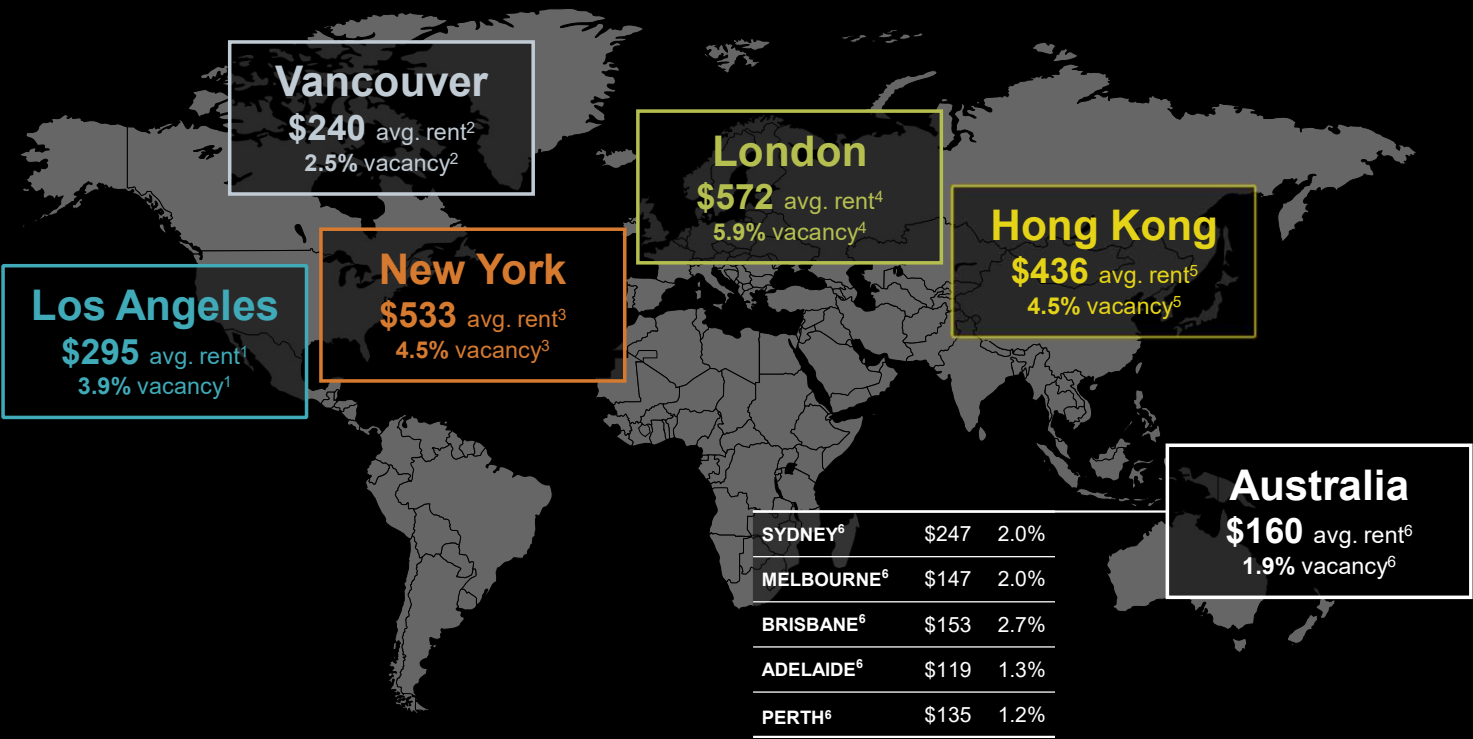 Vancouver
$240 avg. rent²
2.5% vacancy²
London
$572 avg. rent⁴
5.9% vacancy⁴
Hong Kong
$436 avg. rent⁵
4.5% vacancy⁵
New York
$533 avg. rent³
4.5% vacancy³
Los Angeles
$295 avg. rent¹
3.9% vacancy¹
Australia
$160 avg. rent⁶
1.9% vacancy⁶
SYDNEY⁶ $247 2.0%
MELBOURNE⁶ $147 2.0%
BRISBANE⁶ $153 2.7%
ADELAIDE⁶ $119 1.3%
PERTH⁶ $135 1.2%